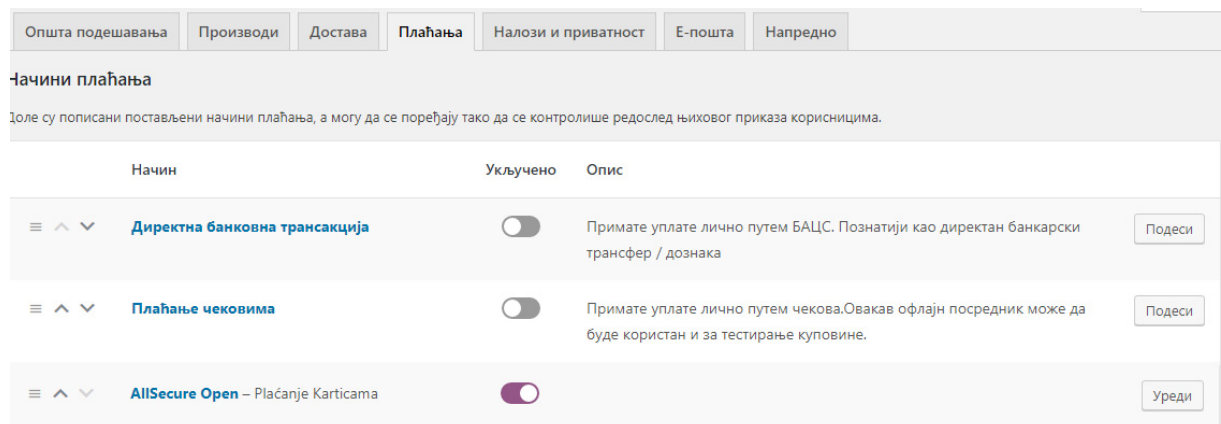 Општа подешавања Производи Достава Плаћања Налози и приватност Е-пошта Напредно
Начини плаћања
Доле су пописани постављени начини плаћања, а могу да се поређају тако да се контролише редослед њиховог приказа корисницима.
Начин Укључено Опис
Директна банковна трансакција Примате уплате лично путем БАЦС. Познатији као директан банкарски Подеси
трансфер / дознака
Плаћање чековима Примате уплате лично путем чекова.Овакав офлајн посредник може да Подеси
буде користан и за тестирање куповине.
AllSecure Open – Plaćanje Karticama Уреди